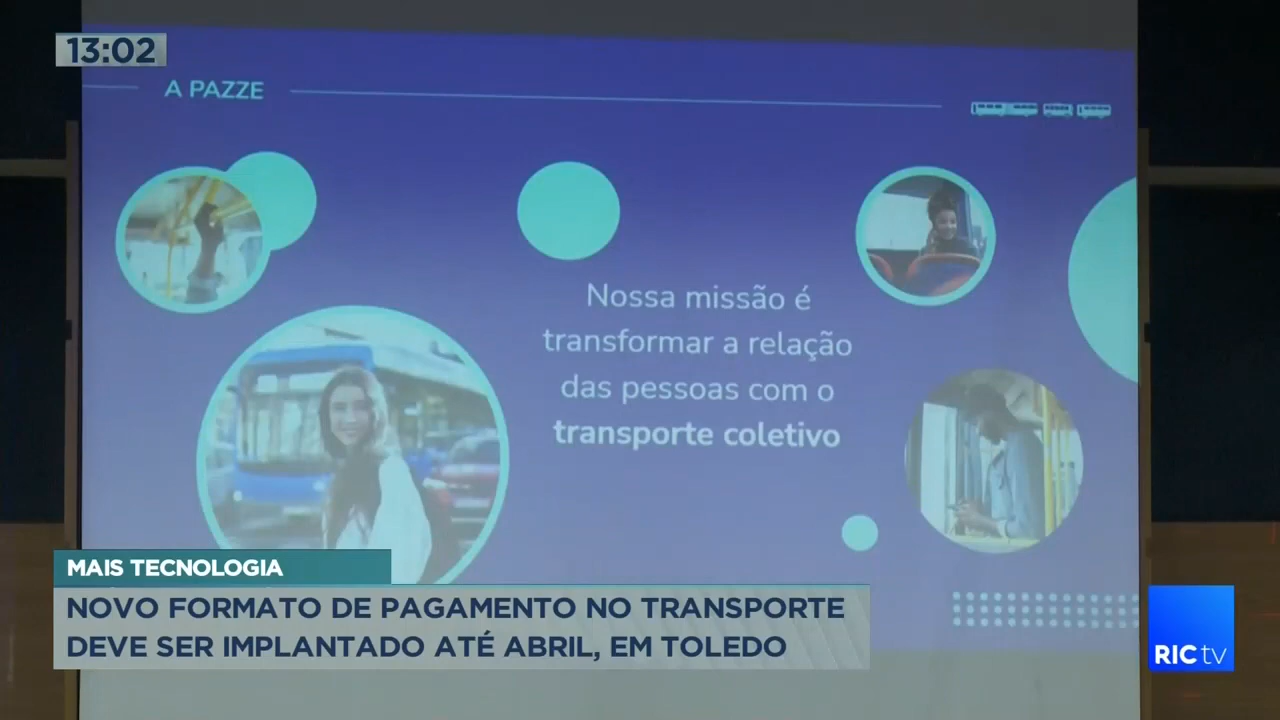 13:02
A PAZZE
Nossa missão é
transformar a relação
das pessoas com o
transporte coletivo
MAIS TECNOLOGIA
NOVO FORMATO DE PAGAMENTO NO TRANSPORTE
DEVE SER IMPLANTADO ATÉ ABRIL, EM TOLEDO
RIC tv